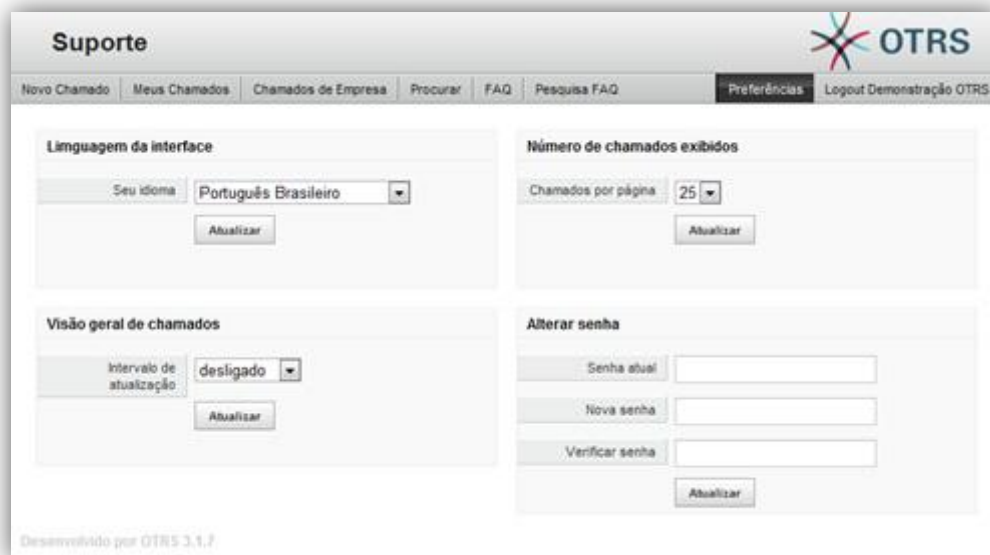 Suporte
OTRS
Novo Chamado Meus Chamados Chamados de Empresa Procurar FAQ Pesquisa FAQ Preferências Logout Demonstração OTRS
Limguagem da interface
Seu idioma Português Brasileiro
Atualizar
Número de chamados exibidos
Chamados por página 25
Atualizar
Visão geral de chamados
Intervalo de
atualização
desligado
Atualizar
Alterar senha
Senha atual
Nova senha
Verificar senha
Atualizar
Desenvolvido por OTRS 3.1.7